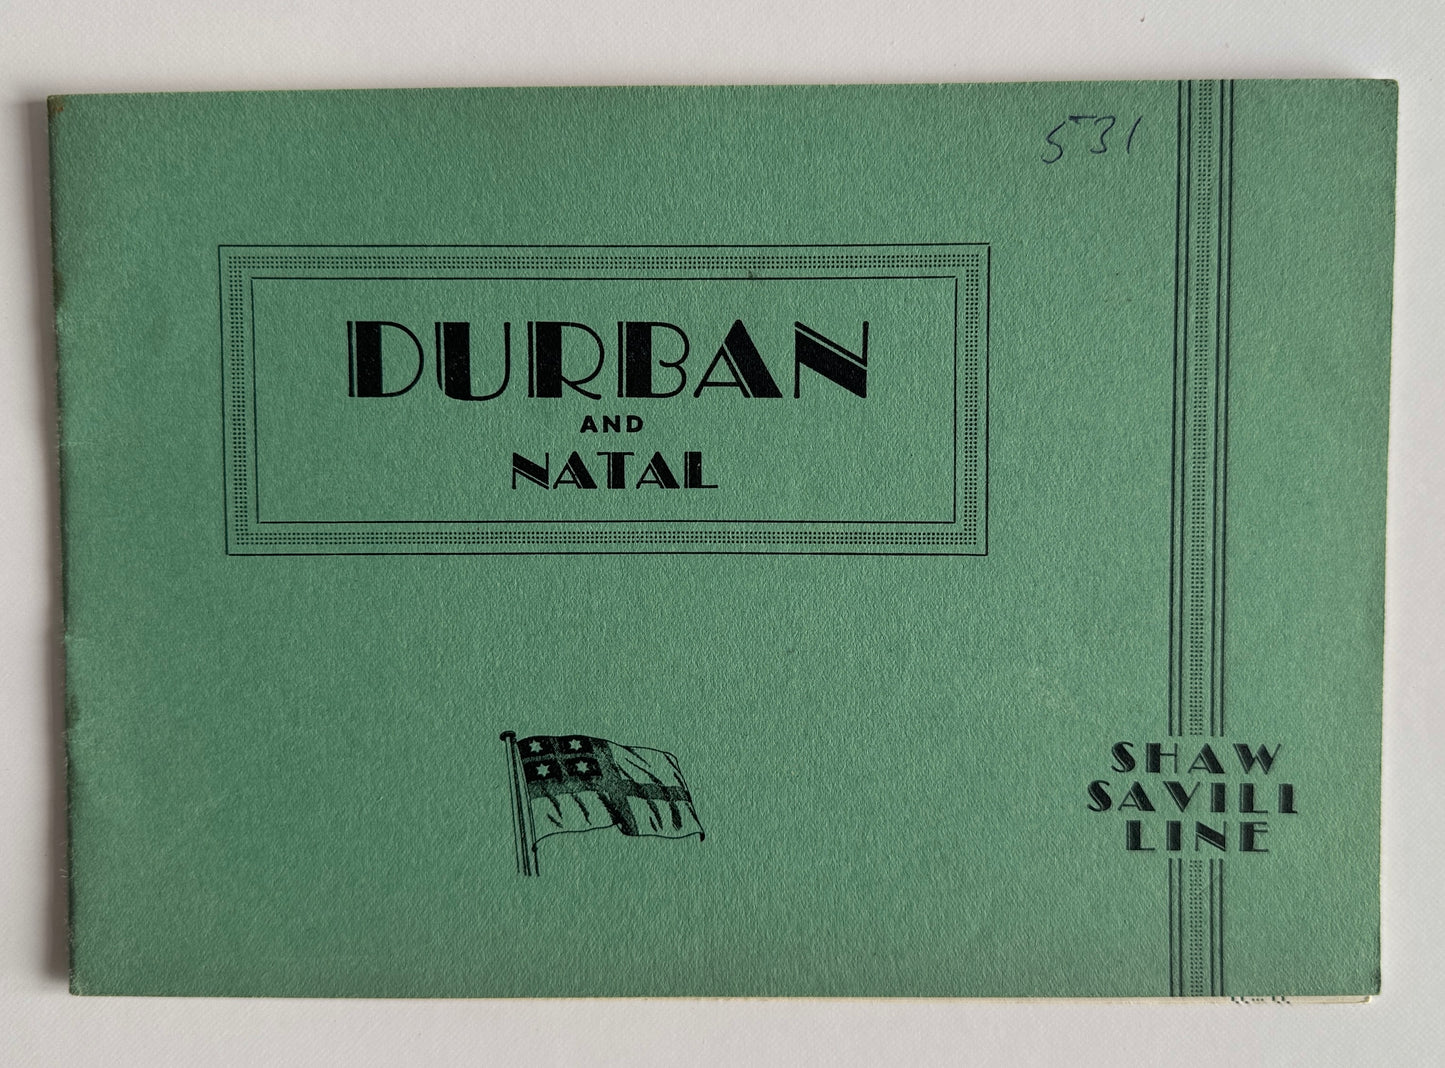 531
DURBAN
AND
NATAL
SHAW
SAVILL
LINE